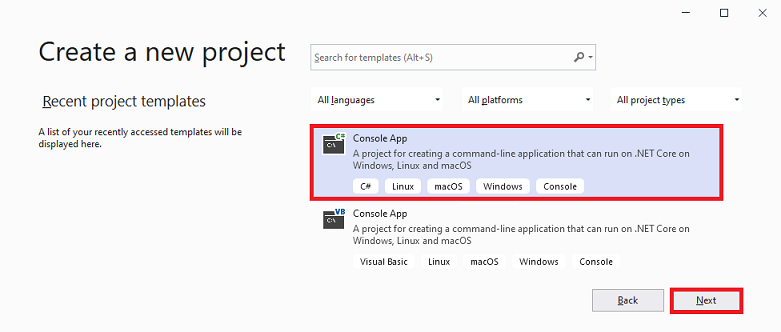 Create a new project
Search for templates (Alt+S)
Recent project templates
All languages
All platforms
All project types
A list of your recently accessed templates will
be displayed here.
C#
C:\
Console App
A project for creating a command-line application that can run on .NET Core on
Windows, Linux and macOS
C#
Linux
macOS
Windows
Console
VB
C:\
Console App
A project for creating a command-line application that can run on .NET Core on
Windows, Linux and macOS
Visual Basic
Linux
macOS
Windows
Console
Back
Next